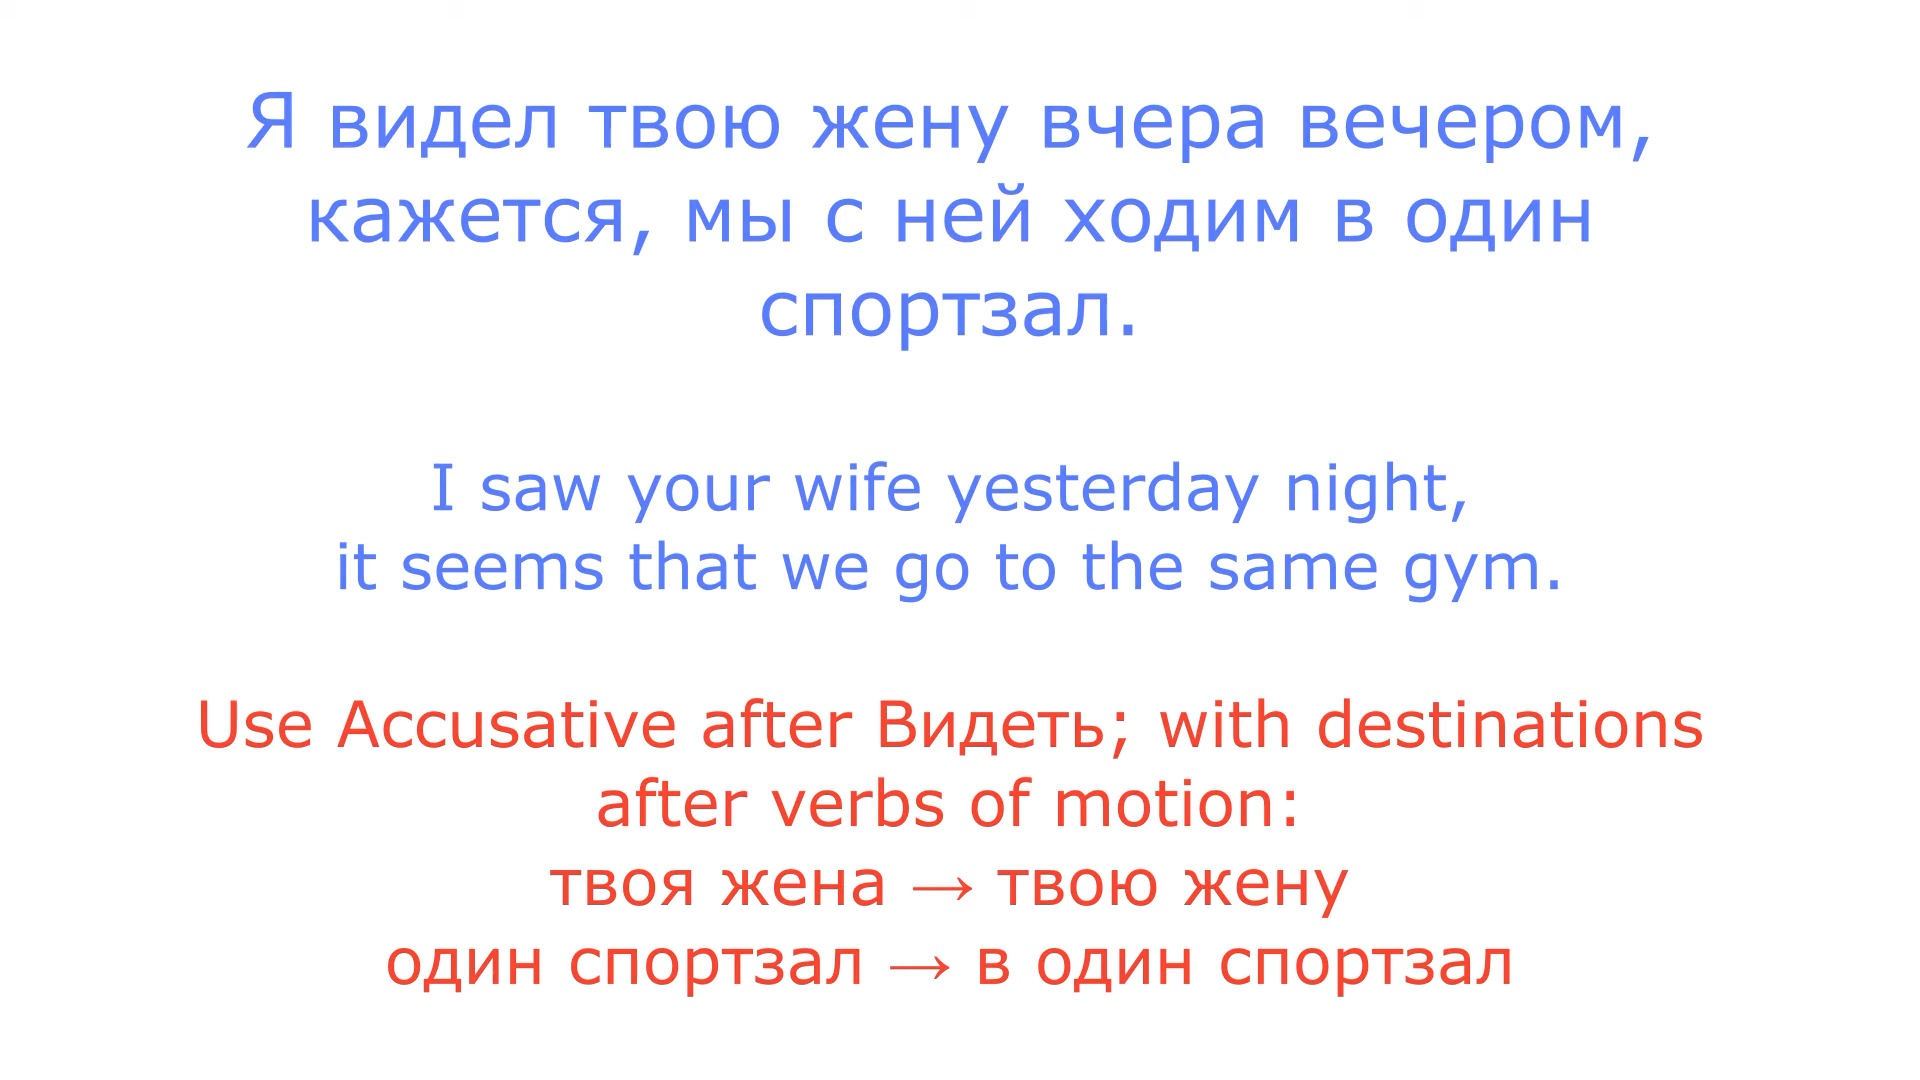 Я видел твою жену вчера вечером,
кажется, мы с ней ходим в один
спортзал.
I saw your wife yesterday night,
it seems that we go to the same gym.
Use Accusative after Видеть; with destinations
after verbs of motion:
твоя жена → твою жену
один спортзал → в один спортзал